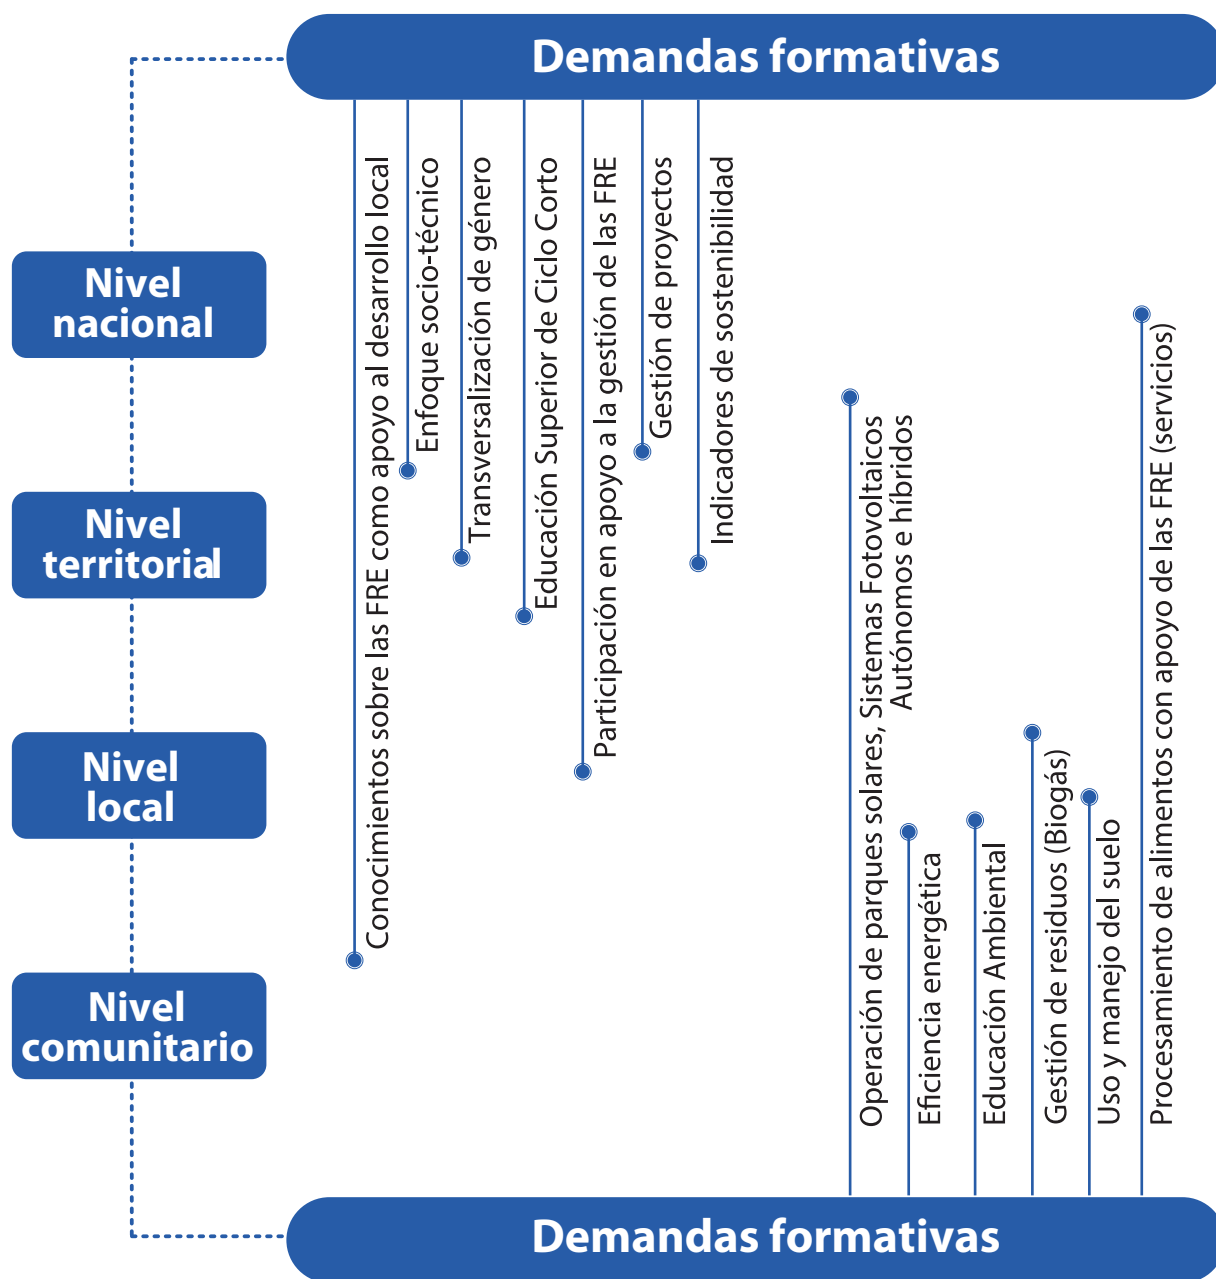 Demandas formativas
Nivel
nacional
Nivel
territorial
Nivel
local
Nivel
comunitario
Conocimientos sobre las FRE como apoyo al desarrollo local
Enfoque socio-técnico
Transversalización de género
Educación Superior de Ciclo Corto
Participación en apoyo a la gestión de las FRE
Gestión de proyectos
Indicadores de sostenibilidad
Operación de parques solares, Sistemas Fotovoltaicos
Autónomos e híbridos
Eficiencia energética
Educación Ambiental
Gestión de residuos (Biogás)
Uso y manejo del suelo
Procesamiento de alimentos con apoyo de las FRE (servicios)
Demandas formativas